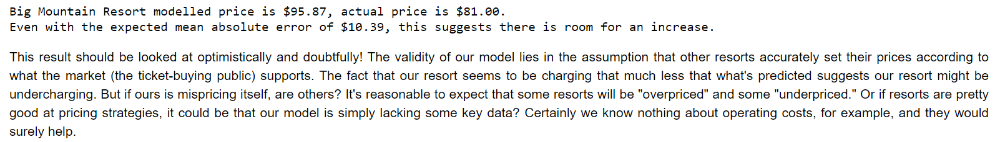 Big Mountain Resort modelled price is $95.87, actual price is $81.00.
Even with the expected mean absolute error of $10.39, this suggests there is room for an increase.
This result should be looked at optimistically and doubtfully! The validity of our model lies in the assumption that other resorts accurately set their prices according to
what the market (the ticket-buying public) supports. The fact that our resort seems to be charging that much less that what's predicted suggests our resort might be
undercharging. But if ours is mispricing itself, are others? It's reasonable to expect that some resorts will be "overpriced" and some "underpriced." Or if resorts are pretty
good at pricing strategies, it could be that our model is simply lacking some key data? Certainly we know nothing about operating costs, for example, and they would
surely help.